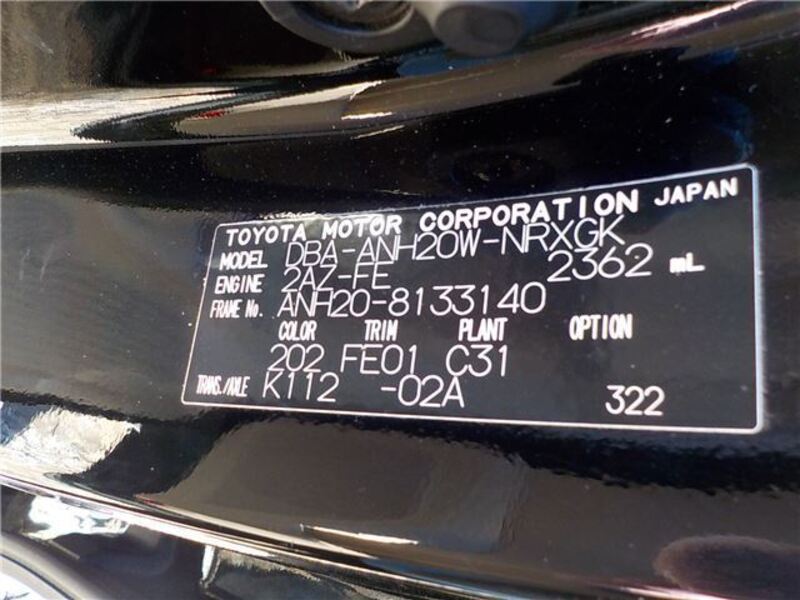 TOYOTA MOTOR CORPORATION JAPAN
MODEL DBA-ANH20W-NRXGK
ENGINE 2AZ-FE 2362 mL
FRAME No. ANH20-8133140
COLOR TRIM PLANT OPTION
202 FE01 C31
TRANS./AXLE K112 -02A 322